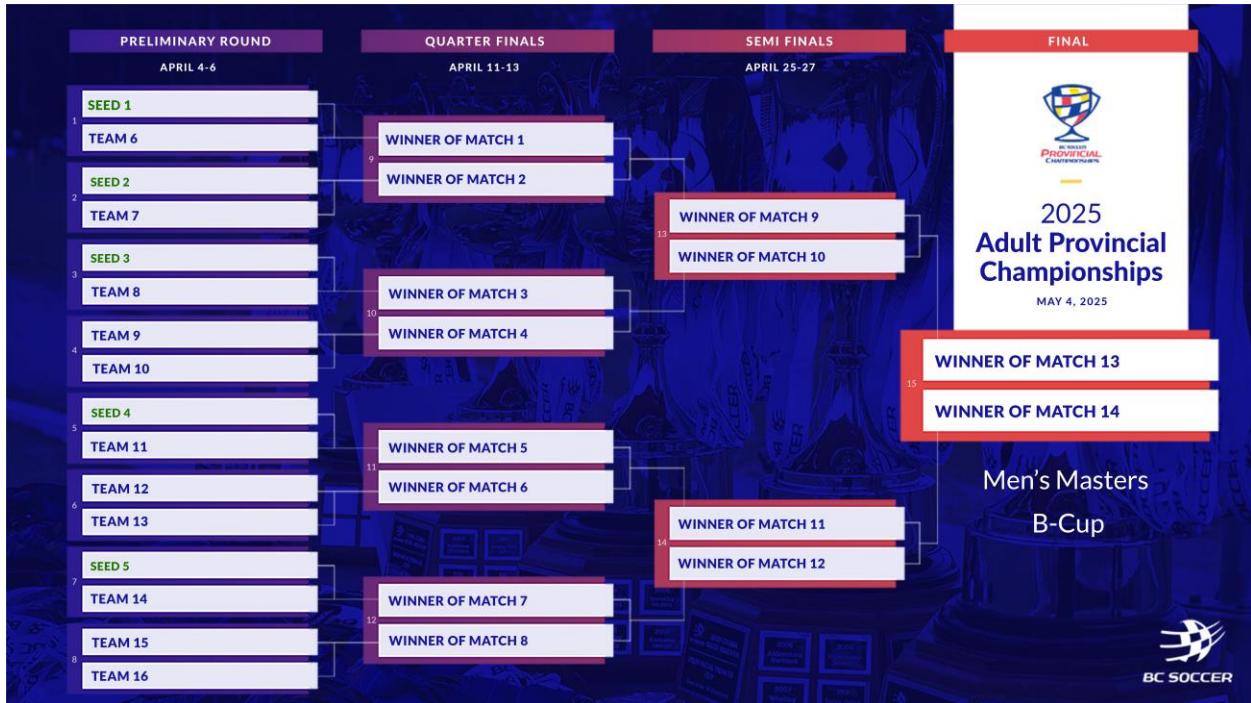 PRELIMINARY ROUND
APRIL 4-6
1
SEED 1
TEAM 6
2
SEED 2
TEAM 7
3
SEED 3
TEAM 8
4
TEAM 9
TEAM 10
5
SEED 4
TEAM 11
6
TEAM 12
TEAM 13
7
SEED 5
TEAM 14
8
TEAM 15
TEAM 16
QUARTER FINALS
APRIL 11-13
9
WINNER OF MATCH 1
WINNER OF MATCH 2
10
WINNER OF MATCH 3
WINNER OF MATCH 4
11
WINNER OF MATCH 5
WINNER OF MATCH 6
12
WINNER OF MATCH 7
WINNER OF MATCH 8
SEMI FINALS
APRIL 25-27
13
WINNER OF MATCH 9
WINNER OF MATCH 10
14
WINNER OF MATCH 11
WINNER OF MATCH 12
FINAL
BC SOCCER
PROVINCIAL
CHAMPIONSHIPS
2025
Adult Provincial
Championships
MAY 4, 2025
15
WINNER OF MATCH 13
WINNER OF MATCH 14
Men's Masters
B-Cup
BC SOCCER